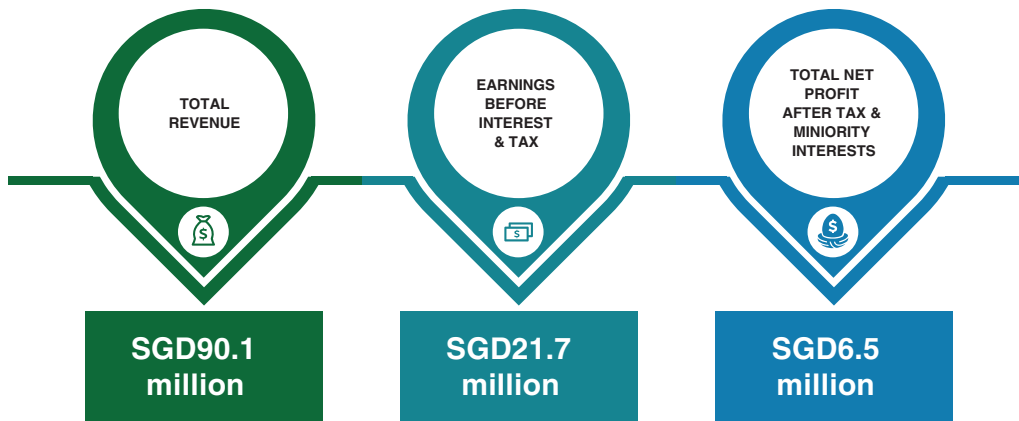 TOTAL
REVENUE
EARNINGS
BEFORE
INTEREST
& TAX
TOTAL NET
PROFIT
AFTER TAX &
MINIORITY
INTERESTS
$
$
$
SGD90.1
million
SGD21.7
million
SGD6.5
million